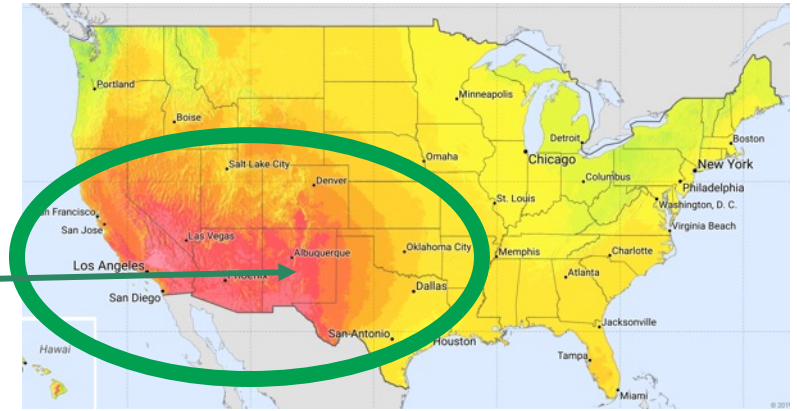 Portland
Minneapolis
Boise
Boston
Detroit
Chicago
Salt Lake City
Omaha
New York
Columbus
Denver
Philadelphia
St. Louis
San Francisco
Washington, D. C.
San Jose
Virginia Beach
Las Vegas
Oklahoma City
Memphis
Charlotte
Albuquerque
Los Angeles
Phoenix
Atlanta
Dallas
San Diego
Jacksonville
San Antonio
Houston
Hawai
Tampa
Miami